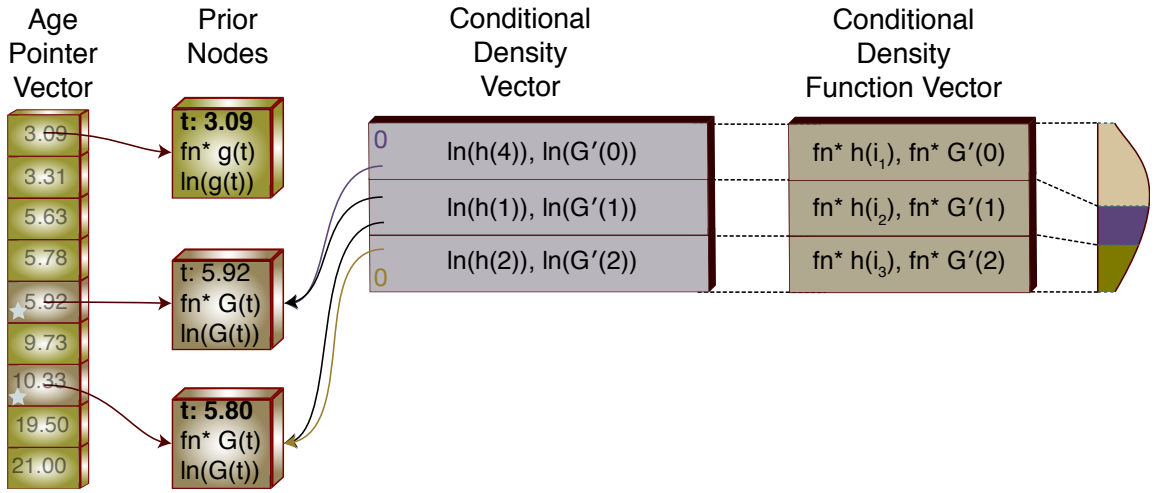 Age
Pointer
Vector
Prior
Nodes
Conditional
Density
Vector
Conditional
Density
Function Vector
3.09
3.31
5.63
5.78
5.92
9.73
10.33
19.50
21.00
t: 3.09
fn* g(t)
ln(g(t))
t: 5.92
fn* G(t)
ln(G(t))
t: 5.80
fn* G(t)
ln(G(t))
0
ln(h(4)), ln(G′(0))
ln(h(1)), ln(G′(1))
ln(h(2)), ln(G′(2))
0
fn* h(i₁), fn* G′(0)
fn* h(i₂), fn* G′(1)
fn* h(i₃), fn* G′(2)